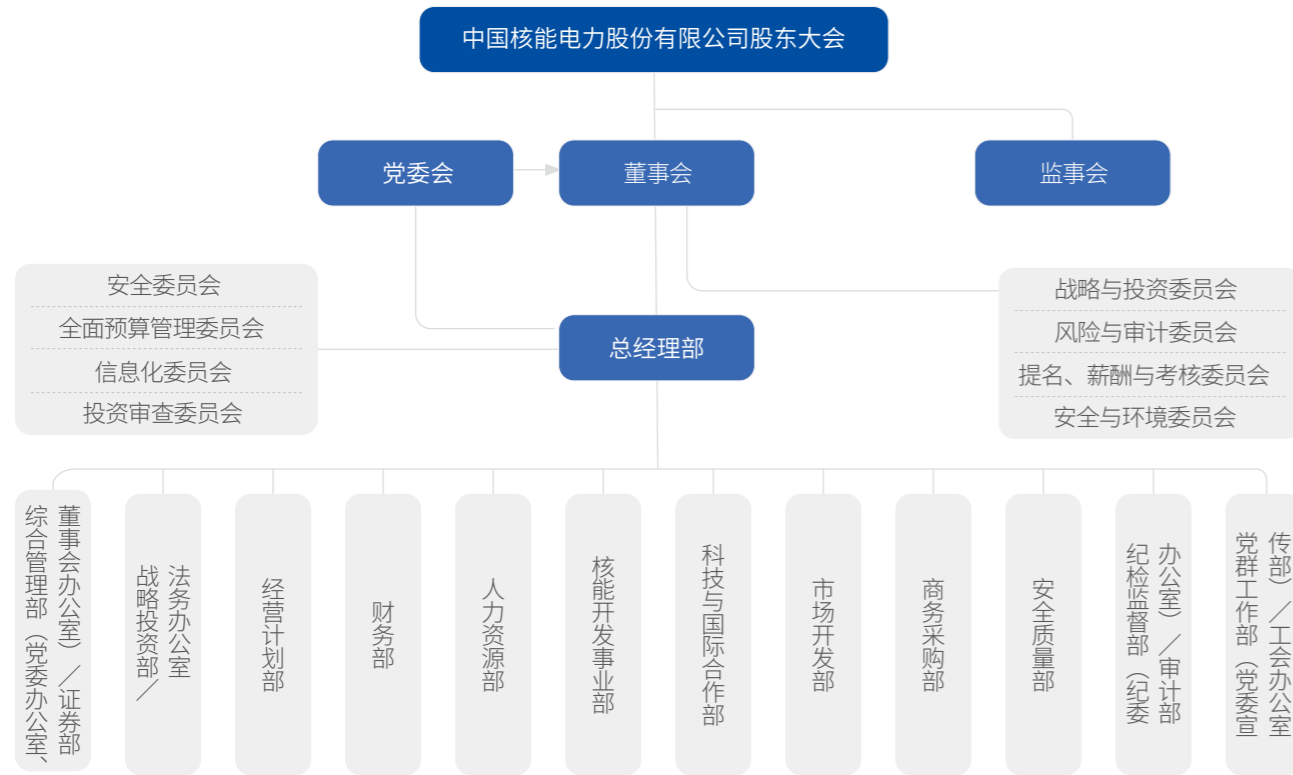 中国核能电力股份有限公司股东大会
党委会
董事会
监事会
安全委员会
全面预算管理委员会
信息化委员会
投资审查委员会
总经理部
战略与投资委员会
风险与审计委员会
提名、薪酬与考核委员会
安全与环境委员会
综合管理部（党委办公室、
董事会办公室）／证券部
战略投资部／
法务办公室
经营计划部
财务部
人力资源部
核能开发事业部
科技与国际合作部
市场开发部
商务采购部
安全质量部
纪检监督部（纪委
办公室）／审计部
党群工作部（党委宣
传部）／工会办公室